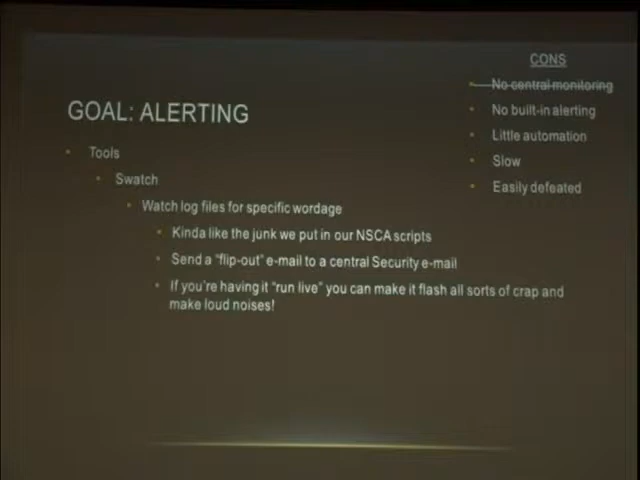 GOAL: ALERTING
Tools
Swatch
Watch log files for specific wordage
Kinda like the junk we put in our NSCA scripts
Send a "flip-out" e-mail to a central Security e-mail
If you're having it "run live" you can make it flash all sorts of crap and
make loud noises!
CONS
No central monitoring
No built-in alerting
Little automation
Slow
Easily defeated